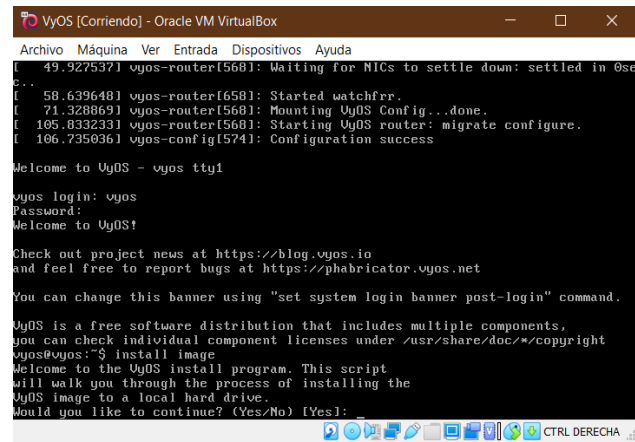 VyOS [Corriendo] - Oracle VM VirtualBox
Archivo Máquina Ver Entrada Dispositivos Ayuda
[   49.927537] vyos-router[568]: Waiting for NICs to settle down: settled in 0se
c..
[   58.639648] vyos-router[568]: Started watchfrr.
[   71.328869] vyos-router[568]: Mounting VyOS Config...done.
[  105.833233] vyos-router[568]: Starting VyOS router: migrate configure.
[  106.735036] vyos-config[574]: Configuration success
Welcome to VyOS - vyos tty1
vyos login: vyos
Password:
Welcome to VyOS!
Check out project news at https://blog.vyos.io
and feel free to report bugs at https://phabricator.vyos.net
You can change this banner using "set system login banner post-login" command.
VyOS is a free software distribution that includes multiple components,
you can check individual component licenses under /usr/share/doc/*/copyright
vyos@vyos:~$ install image
Welcome to the VyOS install program. This script
will walk you through the process of installing the
VyOS image to a local hard drive.
Would you like to continue? (Yes/No) [Yes]: _
CTRL DERECHA